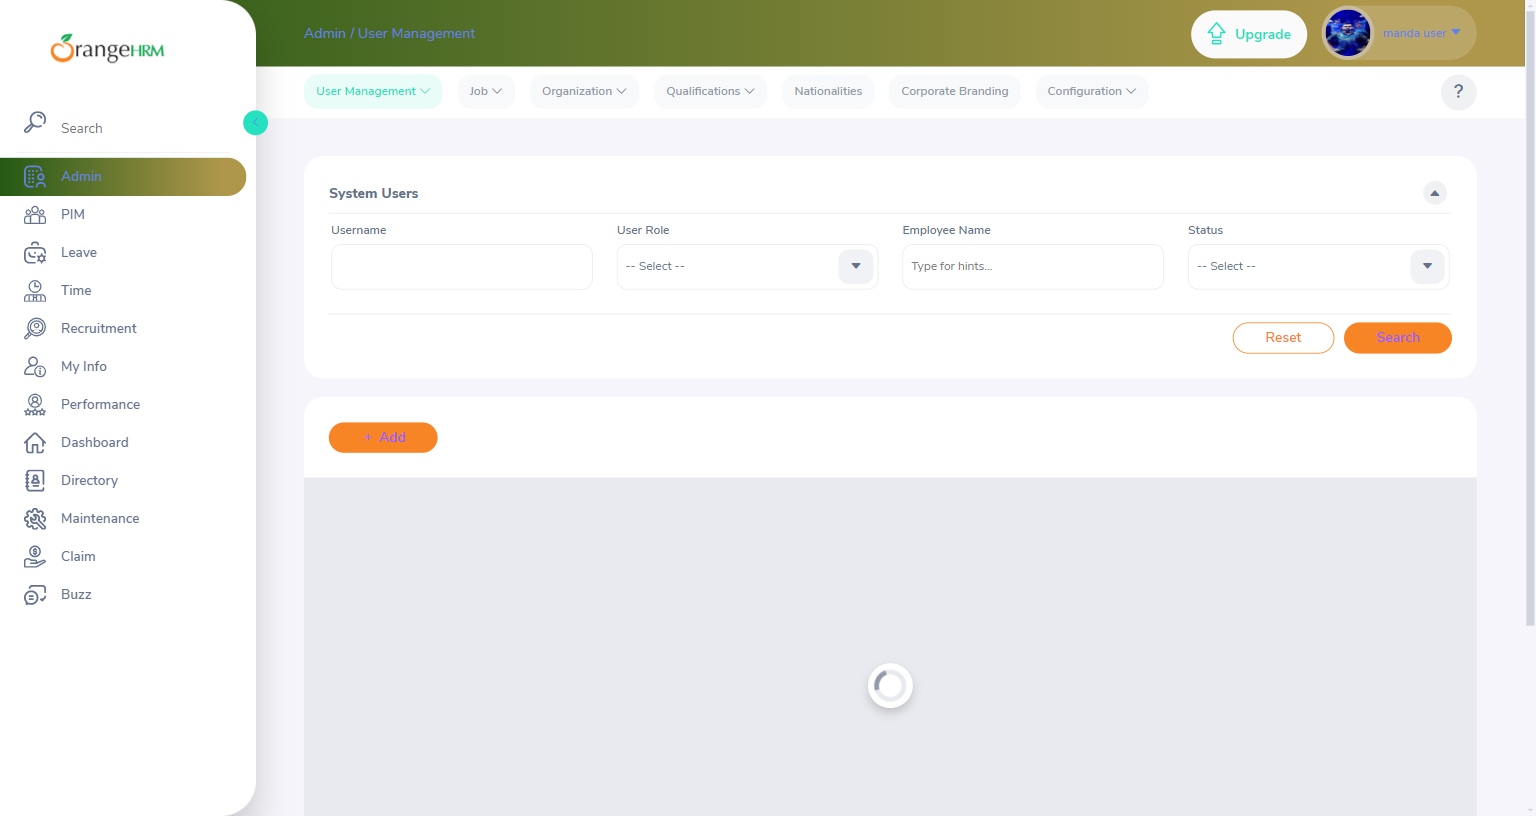 OrangeHRM
Search
Admin
PIM
Leave
Time
Recruitment
My Info
Performance
Dashboard
Directory
Maintenance
Claim
Buzz
Admin / User Management
Upgrade
manda user
User Management
Job
Organization
Qualifications
Nationalities
Corporate Branding
Configuration
?
System Users
Username
User Role
Employee Name
Status
-- Select --
Type for hints...
-- Select --
Reset
Search
+ Add